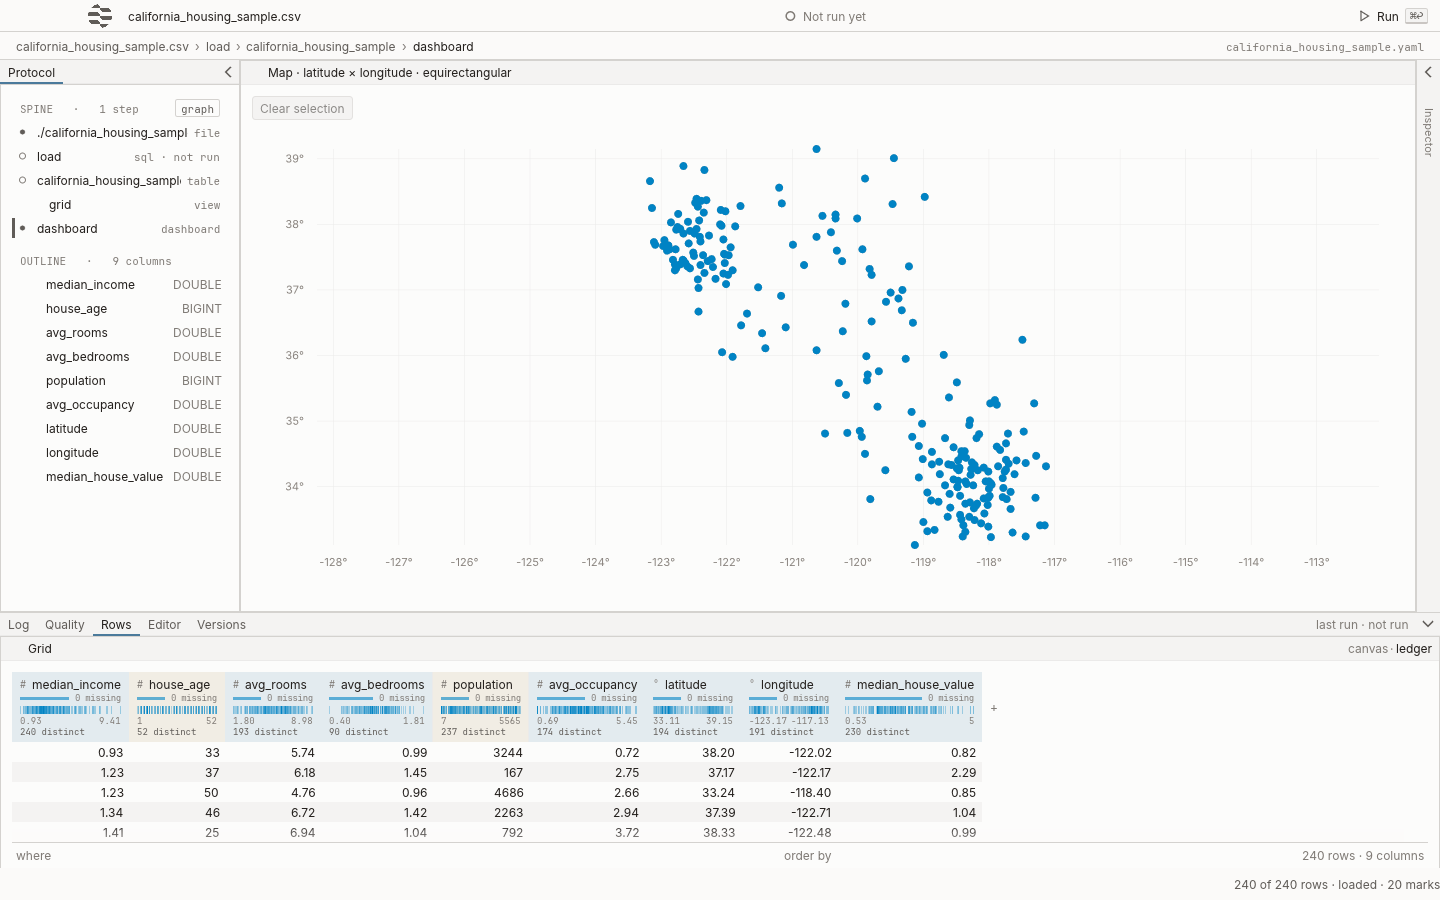 california_housing_sample.csv
Not run yet
Run
california_housing_sample.csv › load › california_housing_sample › dashboard
california_housing_sample.yaml
Protocol
Map · latitude × longitude · equirectangular
Inspector
Clear selection
SPINE · 1 step graph
./california_housing_sampl file
load sql · not run
california_housing_sampl table
grid view
dashboard dashboard
OUTLINE · 9 columns
median_income DOUBLE
house_age BIGINT
avg_rooms DOUBLE
avg_bedrooms DOUBLE
population BIGINT
avg_occupancy DOUBLE
latitude DOUBLE
longitude DOUBLE
median_house_value DOUBLE
39°
38°
37°
36°
35°
34°
-128° -127° -126° -125° -124° -123° -122° -121° -120° -119° -118° -117° -116° -115° -114° -113°
Log Quality Rows Editor Versions
last run · not run
Grid
canvas · ledger
# median_income # house_age # avg_rooms # avg_bedrooms # population # avg_occupancy ° latitude ° longitude # median_house_value
0 missing 0 missing 0 missing 0 missing 0 missing 0 missing 0 missing 0 missing 0 missing
0.93 9.41 1 52 1.80 8.98 0.40 1.81 7 5565 0.69 5.45 33.11 39.15 -123.17 -117.13 0.53 5
240 distinct 52 distinct 193 distinct 90 distinct 237 distinct 174 distinct 194 distinct 191 distinct 230 distinct
+
0.93 33 5.74 0.99 3244 0.72 38.20 -122.02 0.82
1.23 37 6.18 1.45 167 2.75 37.17 -122.17 2.29
1.23 50 4.76 0.96 4686 2.66 33.24 -118.40 0.85
1.34 46 6.72 1.42 2263 2.94 37.39 -122.71 1.04
1.41 25 6.94 1.04 792 3.72 38.33 -122.48 0.99
where
order by
240 rows · 9 columns
240 of 240 rows · loaded · 20 marks